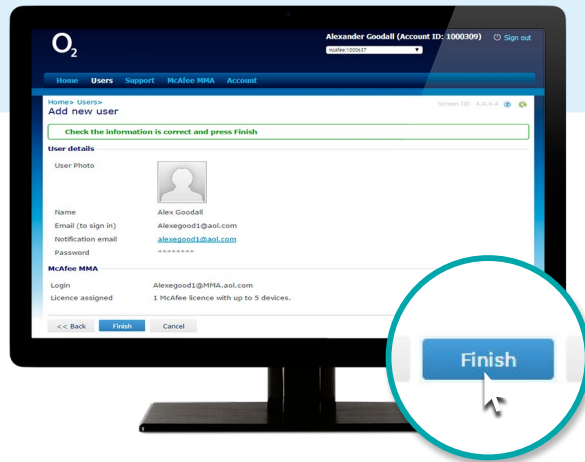 O2
Alexander Goodall (Account ID: 1000309) Sign out
McAfee:1000637
Home Users Support McAfee MMA Account
Home> Users>
Screen ID: 4.4.4.4
Add new user
Check the information is correct and press Finish
User details
User Photo
Name Alex Goodall
Email (to sign in) Alexegood1@aol.com
Notification email alexegood1@aol.com
Password ********
McAfee MMA
Login Alexegood1@MMA.aol.com
Licence assigned 1 McAfee licence with up to 5 devices.
<< Back Finish Cancel
Finish